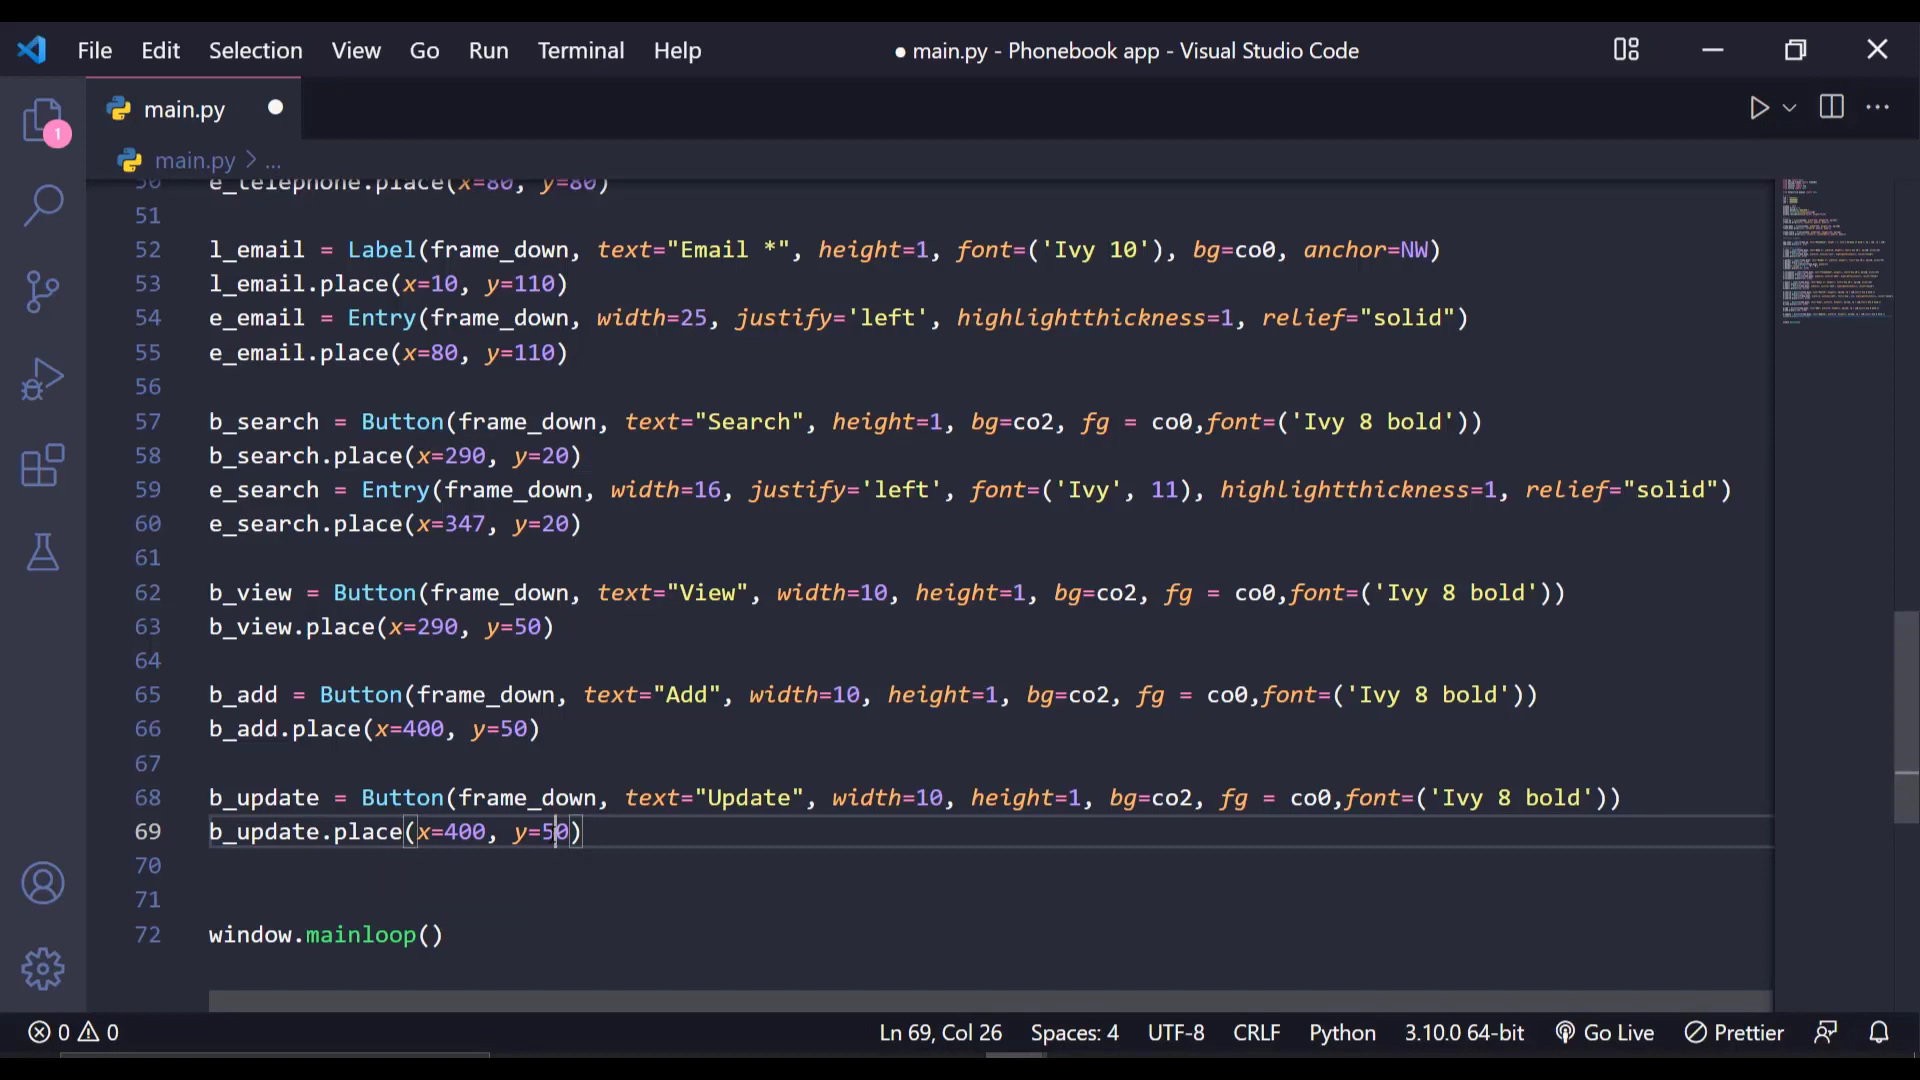 File Edit Selection View Go Run Terminal Help ● main.py - Phonebook app - Visual Studio Code
main.py
1
main.py > ...
50 e_telephone.place(x=80, y=80)
51
52 l_email = Label(frame_down, text="Email *", height=1, font=('Ivy 10'), bg=co0, anchor=NW)
53 l_email.place(x=10, y=110)
54 e_email = Entry(frame_down, width=25, justify='left', highlightthickness=1, relief="solid")
55 e_email.place(x=80, y=110)
56
57 b_search = Button(frame_down, text="Search", height=1, bg=co2, fg = co0,font=('Ivy 8 bold'))
58 b_search.place(x=290, y=20)
59 e_search = Entry(frame_down, width=16, justify='left', font=('Ivy', 11), highlightthickness=1, relief="solid")
60 e_search.place(x=347, y=20)
61
62 b_view = Button(frame_down, text="View", width=10, height=1, bg=co2, fg = co0,font=('Ivy 8 bold'))
63 b_view.place(x=290, y=50)
64
65 b_add = Button(frame_down, text="Add", width=10, height=1, bg=co2, fg = co0,font=('Ivy 8 bold'))
66 b_add.place(x=400, y=50)
67
68 b_update = Button(frame_down, text="Update", width=10, height=1, bg=co2, fg = co0,font=('Ivy 8 bold'))
69 b_update.place(x=400, y=50)
70
71
72 window.mainloop()
0 0 Ln 69, Col 26 Spaces: 4 UTF-8 CRLF Python 3.10.0 64-bit Go Live Prettier